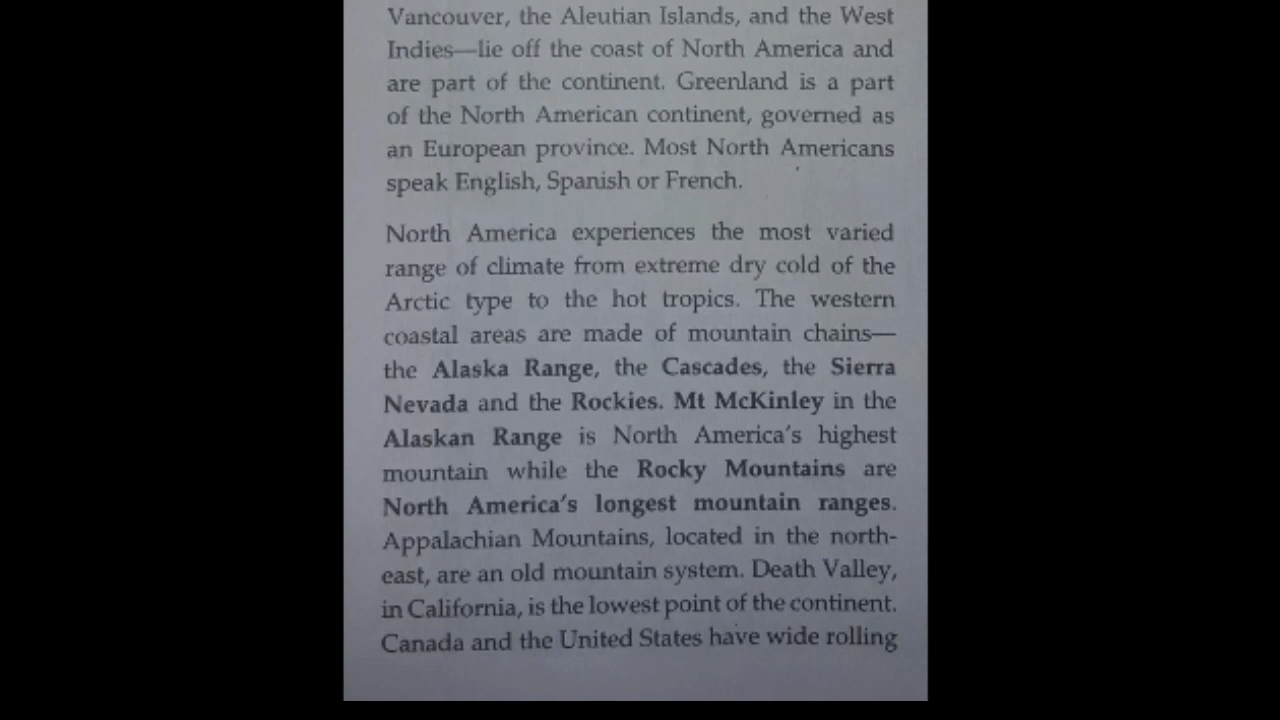 Vancouver, the Aleutian Islands, and the West
Indies—lie off the coast of North America and
are part of the continent. Greenland is a part
of the North American continent, governed as
an European province. Most North Americans
speak English, Spanish or French.
North America experiences the most varied
range of climate from extreme dry cold of the
Arctic type to the hot tropics. The western
coastal areas are made of mountain chains—
the Alaska Range, the Cascades, the Sierra
Nevada and the Rockies. Mt McKinley in the
Alaskan Range is North America's highest
mountain while the Rocky Mountains are
North America's longest mountain ranges.
Appalachian Mountains, located in the north-
east, are an old mountain system. Death Valley,
in California, is the lowest point of the continent.
Canada and the United States have wide rolling